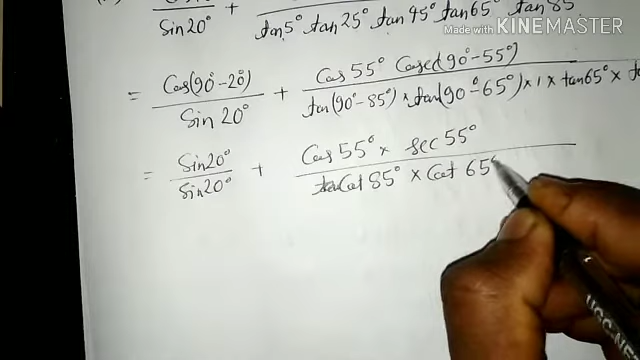 Sin20° + tan5° tan25° tan45° tan65° tan85
Made with KINEMASTER
= Cos(90°-20°) / Sin 20° + Cos 55° Cosec(90°-55°) / tan(90°-85°) × tan(90°-65°) × 1 × tan65° ×
= Sin20° / Sin20° + Cos 55° × Sec 55° / Cot 85° × Cot 65°